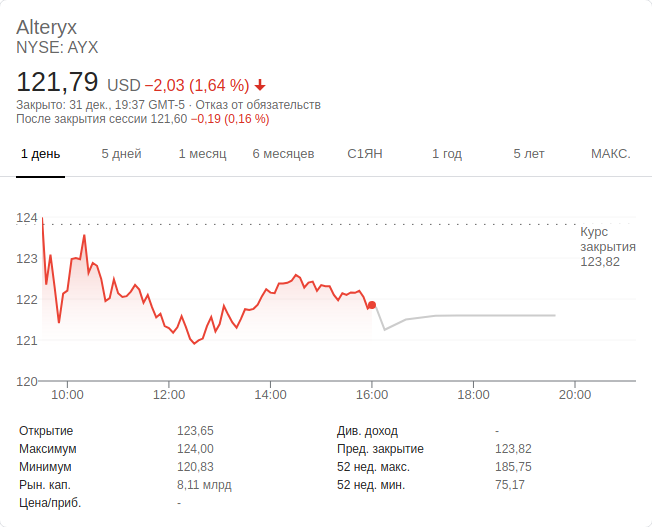 Alteryx
NYSE: AYX
121,79 USD −2,03 (1,64 %)
Закрыто: 31 дек., 19:37 GMT-5 · Отказ от обязательств
После закрытия сессии 121,60 −0,19 (0,16 %)
1 день 5 дней 1 месяц 6 месяцев С1ЯН 1 год 5 лет МАКС.
124
123
122
121
120
Курс
закрытия
123,82
10:00 12:00 14:00 16:00 18:00 20:00
Открытие 123,65 Див. доход -
Максимум 124,00 Пред. закрытие 123,82
Минимум 120,83 52 нед. макс. 185,75
Рын. кап. 8,11 млрд 52 нед. мин. 75,17
Цена/приб. -